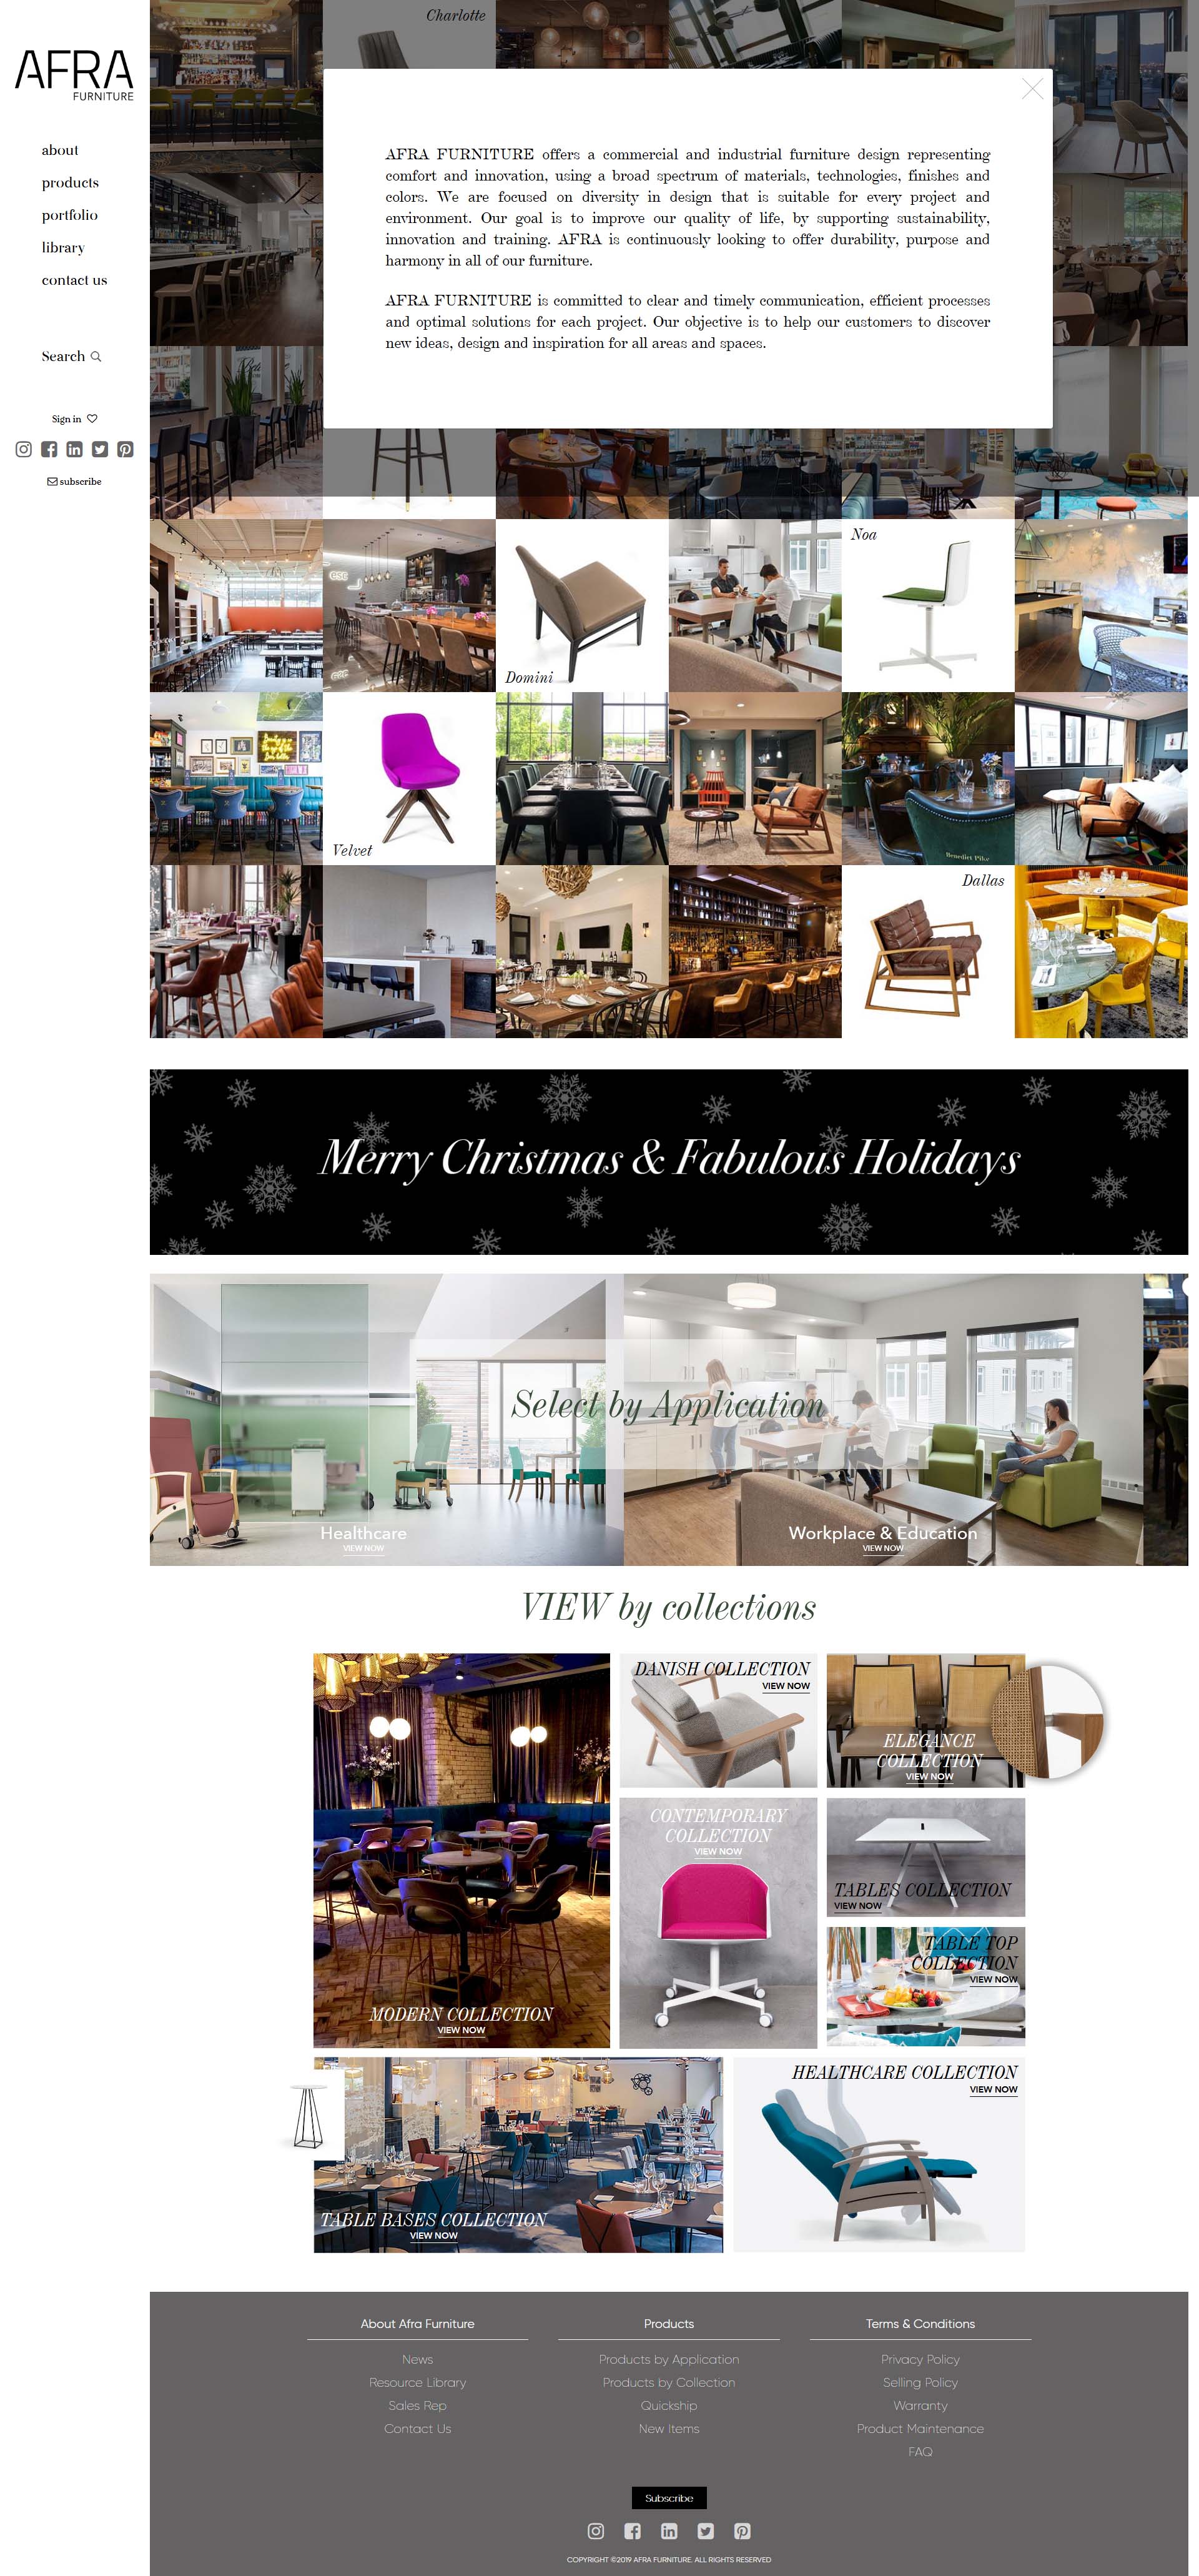 AFRA
FURNITURE
about
products
portfolio
library
contact us
Search
Sign in
subscribe
Charlotte
AFRA FURNITURE offers a commercial and industrial furniture design representing
comfort and innovation, using a broad spectrum of materials, technologies, finishes and
colors. We are focused on diversity in design that is suitable for every project and
environment. Our goal is to improve our quality of life, by supporting sustainability,
innovation and training. AFRA is continuously looking to offer durability, purpose and
harmony in all of our furniture.
AFRA FURNITURE is committed to clear and timely communication, efficient processes
and optimal solutions for each project. Our objective is to help our customers to discover
new ideas, design and inspiration for all areas and spaces.
esc
Domini
Noa
Velvet
Benedict Pike
Dallas
Merry Christmas & Fabulous Holidays
Select by Application
Healthcare
VIEW NOW
Workplace & Education
VIEW NOW
VIEW by collections
DANISH COLLECTION
VIEW NOW
ELEGANCE
COLLECTION
VIEW NOW
CONTEMPORARY
COLLECTION
VIEW NOW
TABLES COLLECTION
VIEW NOW
TABLE TOP
COLLECTION
VIEW NOW
MODERN COLLECTION
VIEW NOW
TABLE BASES COLLECTION
VIEW NOW
HEALTHCARE COLLECTION
VIEW NOW
About Afra Furniture
News
Resource Library
Sales Rep
Contact Us
Products
Products by Application
Products by Collection
Quickship
New Items
Terms & Conditions
Privacy Policy
Selling Policy
Warranty
Product Maintenance
FAQ
Subscribe
COPYRIGHT ©2019 AFRA FURNITURE. ALL RIGHTS RESERVED